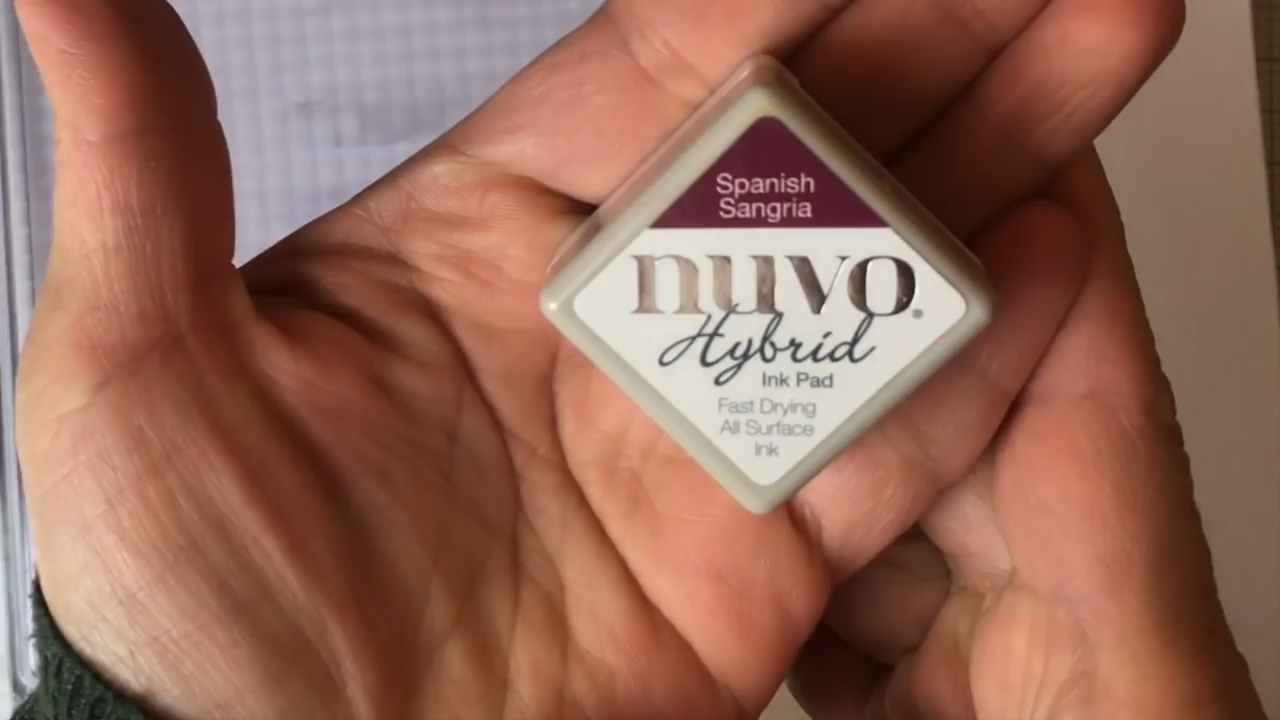 Spanish
Sangria
nuvo®
Hybrid
Ink Pad
Fast Drying
All Surface
Ink